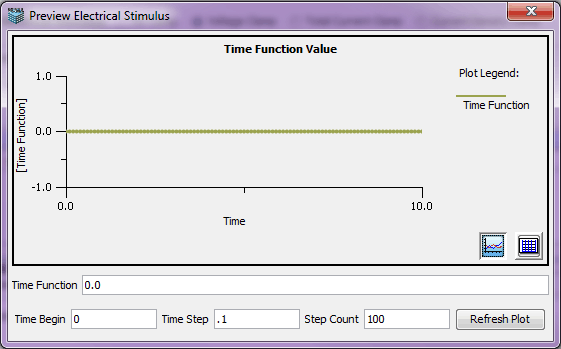 Preview Electrical Stimulus
Time Function Value
Plot Legend:
Time Function
[Time Function]
1.0
0.0
-1.0
0.0
10.0
Time
Time Function 0.0
Time Begin 0 Time Step .1 Step Count 100 Refresh Plot